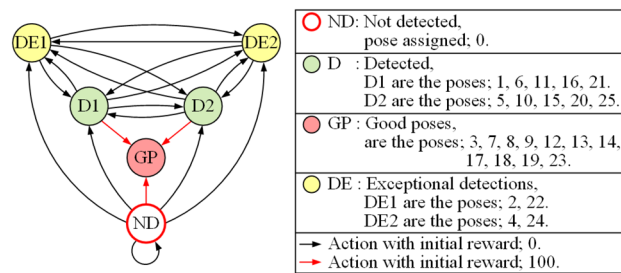 DE1
DE2
D1
D2
GP
ND
ND: Not detected,
pose assigned; 0.
D : Detected,
D1 are the poses; 1, 6, 11, 16, 21.
D2 are the poses; 5, 10, 15, 20, 25.
GP : Good poses,
are the poses; 3, 7, 8, 9, 12, 13, 14,
17, 18, 19, 23.
DE : Exceptional detections,
DE1 are the poses; 2, 22.
DE2 are the poses; 4, 24.
Action with initial reward; 0.
Action with initial reward; 100.